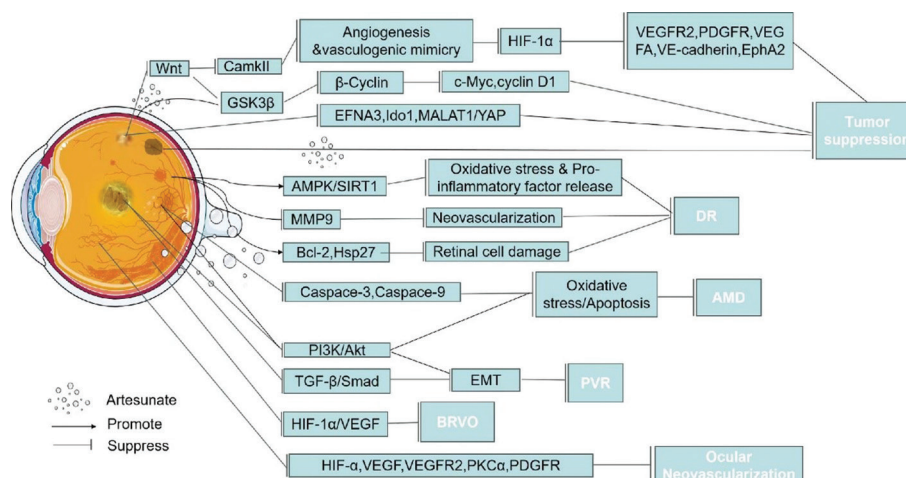 Angiogenesis
&vasculogenic mimicry
HIF-1α
VEGFR2,PDGFR,VEG
FA,VE-cadherin,EphA2
Wnt
CamkII
GSK3β
β-Cyclin
c-Myc,cyclin D1
EFNA3,Ido1,MALAT1/YAP
Tumor
suppression
AMPK/SIRT1
Oxidative stress & Pro-
inflammatory factor release
MMP9
Neovascularization
DR
Bcl-2,Hsp27
Retinal cell damage
Caspace-3,Caspace-9
Oxidative
stress/Apoptosis
AMD
PI3K/Akt
TGF-β/Smad
EMT
PVR
HIF-1α/VEGF
BRVO
HIF-α,VEGF,VEGFR2,PKCα,PDGFR
Ocular
Neovascularization
Artesunate
Promote
Suppress